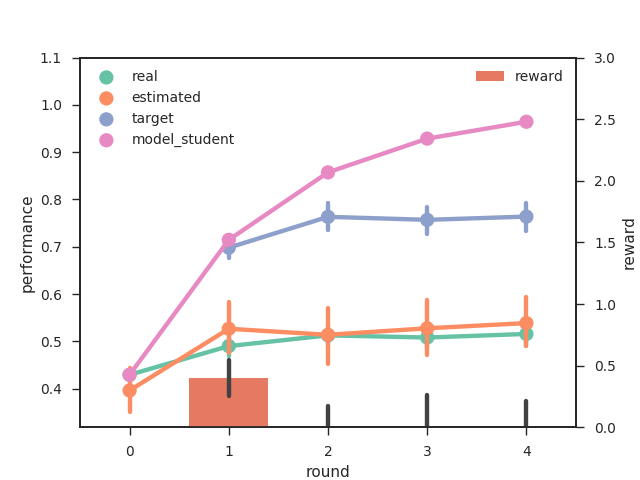 1.1
1.0
0.9
0.8
0.7
0.6
0.5
0.4
performance
real
estimated
target
model_student
reward
3.0
2.5
2.0
1.5
1.0
0.5
0.0
reward
0 1 2 3 4
round